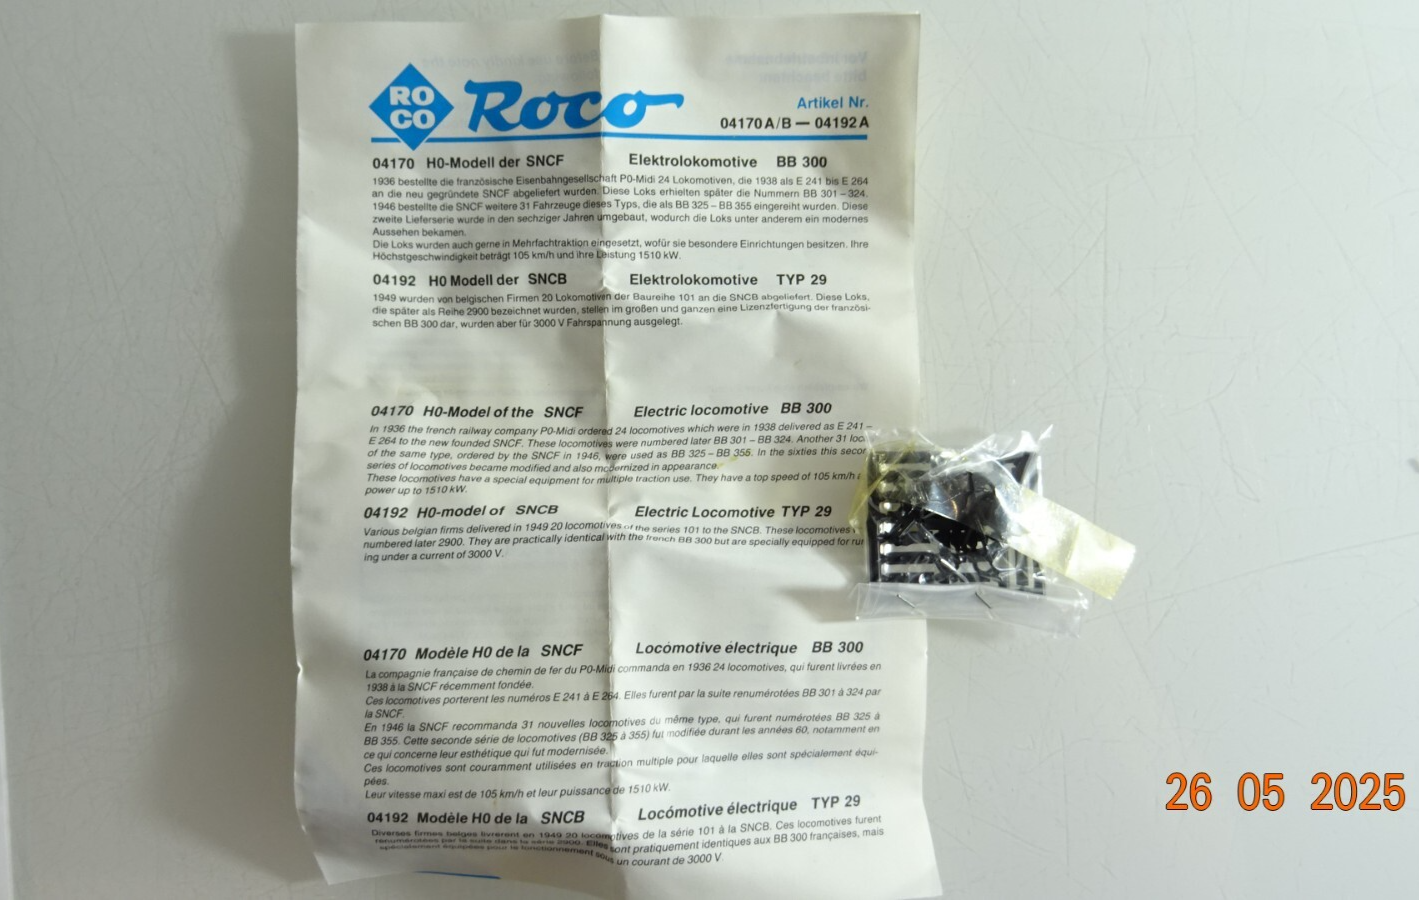 RO
CO
Roco
Artikel Nr.
04170 A/B — 04192 A
04170 H0-Modell der SNCF Elektrolokomotive BB 300
1936 bestellte die französische Eisenbahngesellschaft P0-Midi 24 Lokomotiven, die 1938 als E 241 bis E 264
an die neu gegründete SNCF abgeliefert wurden. Diese Loks erhielten später die Nummern BB 301 – 324.
1946 bestellte die SNCF weitere 31 Fahrzeuge dieses Typs, die als BB 325 – BB 355 eingereiht wurden. Diese
zweite Lieferserie wurde in den sechziger Jahren umgebaut, wodurch die Loks unter anderem ein modernes
Aussehen bekamen.
Die Loks wurden auch gerne in Mehrfachtraktion eingesetzt, wofür sie besondere Einrichtungen besitzen. Ihre
Höchstgeschwindigkeit beträgt 105 km/h und ihre Leistung 1510 kW.
04192 H0 Modell der SNCB Elektrolokomotive TYP 29
1949 wurden von belgischen Firmen 20 Lokomotiven der Baureihe 101 an die SNCB abgeliefert. Diese Loks,
die später als Reihe 2900 bezeichnet wurden, stellen im großen und ganzen eine Lizenzfertigung der französi-
schen BB 300 dar, wurden aber für 3000 V Fahrspannung ausgelegt.
04170 H0-Model of the SNCF Electric locomotive BB 300
In 1936 the french railway company P0-Midi ordered 24 locomotives which were in 1938 delivered as E 241 –
E 264 to the new founded SNCF. These locomotives were numbered later BB 301 – BB 324. Another 31
of the same type, ordered by the SNCF in 1946, were used as BB 325 – BB 355. In the sixties this
series of locomotives became modified and also modernized in appearance.
These locomotives have a special equipment for multiple traction use. They have a top speed of 105 km/h
power up to 1510 kW.
04192 H0-model of SNCB Electric Locomotive TYP 29
Various belgian firms delivered in 1949 20 locomotives of the series 101 to the SNCB. These locomotives
numbered later 2900. They are practically identical with the french BB 300 but are specially equipped for
ing under a current of 3000 V.
04170 Modèle H0 de la SNCF Locómotive électrique BB 300
La compagnie française de chemin de fer du P0-Midi commanda en 1936 24 locomotives, qui furent livrées en
1938 à la SNCF récemment fondée.
Ces locomotives porterent les numéros E 241 à E 264. Elles furent par la suite renumérotées BB 301 à 324 par
la SNCF.
En 1946 la SNCF recommanda 31 nouvelles locomotives du même type, qui furent numérotées BB 325 à
BB 355. Cette seconde série de locomotives (BB 325 à 355) fut modifiée durant les années 60, notamment en
ce qui concerne leur esthétique qui fut modernisée.
Ces locomotives sont couramment utilisées en traction multiple pour laquelle elles sont spécialement équi-
pées.
Leur vitesse maxi est de 105 km/h et leur puissance de 1510 kW.
04192 Modèle H0 de la SNCB Locómotive électrique TYP 29
Diverses firmes belges livrerent en 1949 20 locomotives de la série 101 à la SNCB. Ces locomotives furent
renumérotées par la suite dans la série 2900. Elles sont pratiquement identiques aux BB 300 françaises, mais
spécialement équipées pour le fonctionnement sous un courant de 3000 V
26 05 2025